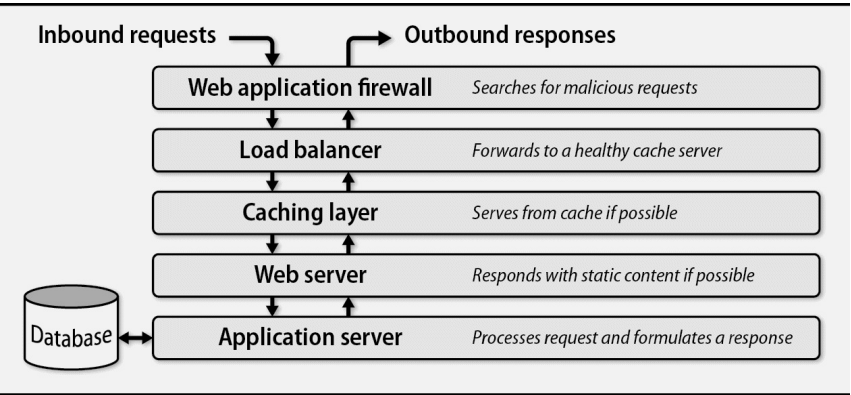 Inbound requests
Outbound responses
Web application firewall
Searches for malicious requests
Load balancer
Forwards to a healthy cache server
Caching layer
Serves from cache if possible
Web server
Responds with static content if possible
Database
Application server
Processes request and formulates a response